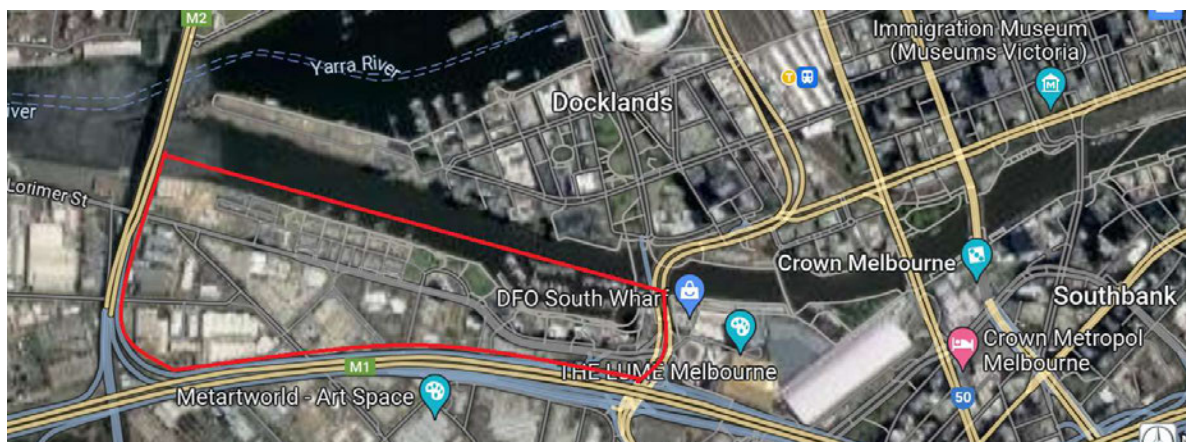 M2
Immigration Museum
(Museums Victoria)
Yarra River
Docklands
iver
Lorimer St
Crown Melbourne
DFO South Wharf
Southbank
Crown Metropol
Melbourne
THE LUME Melbourne
M1
Metartworld - Art Space
50